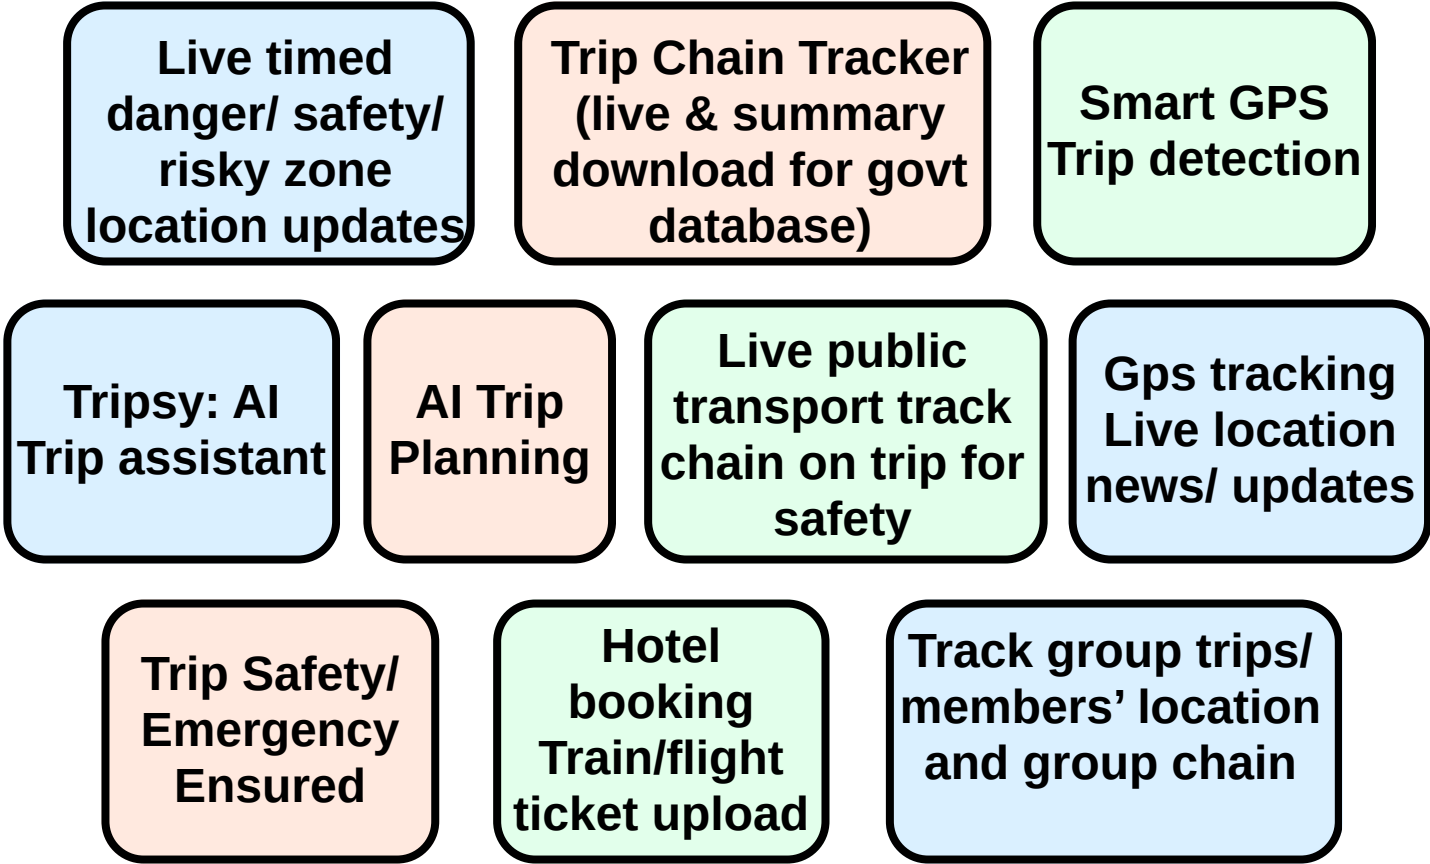 Live timed
danger/ safety/
risky zone
location updates
Trip Chain Tracker
(live & summary
download for govt
database)
Smart GPS
Trip detection
Tripsy: AI
Trip assistant
AI Trip
Planning
Live public
transport track
chain on trip for
safety
Gps tracking
Live location
news/ updates
Trip Safety/
Emergency
Ensured
Hotel
booking
Train/flight
ticket upload
Track group trips/
members’ location
and group chain